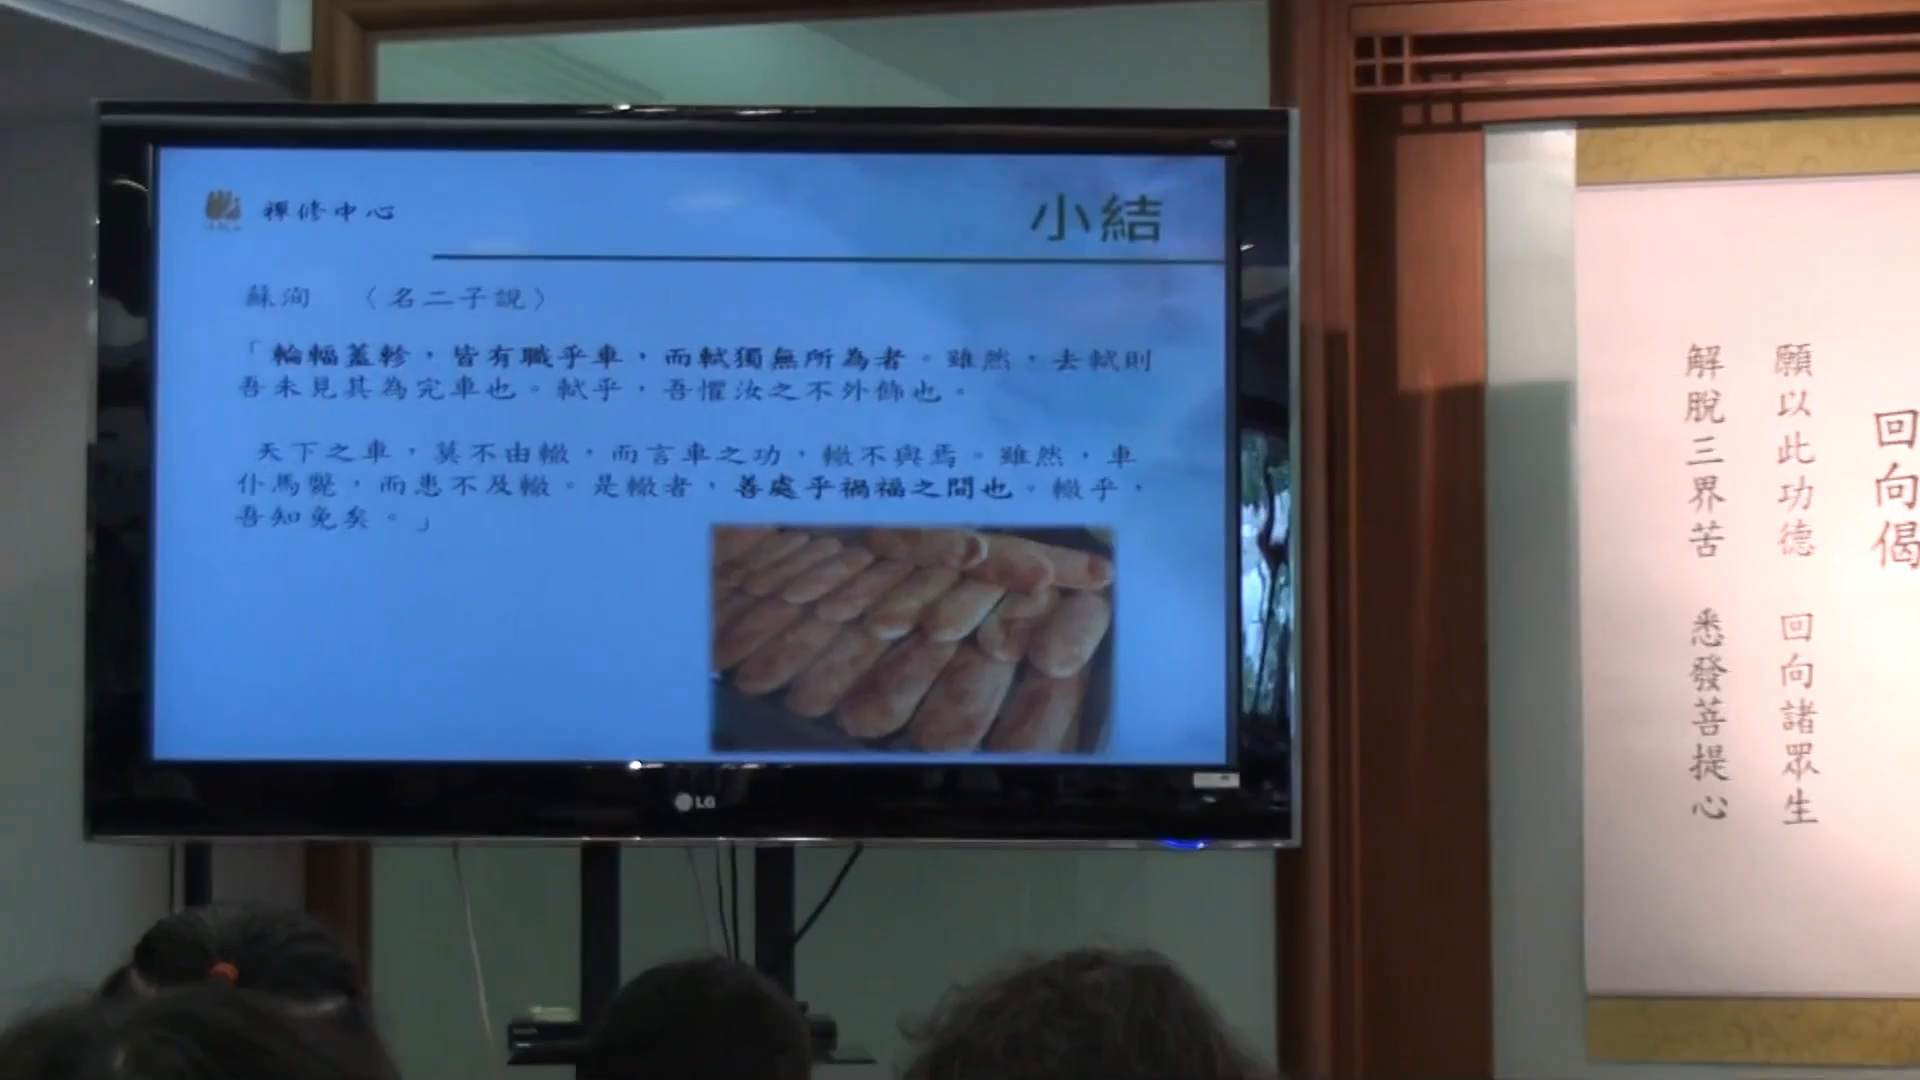 禪修中心
小結
蘇洵 〈名二子說〉
「輪輻蓋軫，皆有職乎車，而軾獨無所為者。雖然，去軾則
吾未見其為完車也。軾乎，吾懼汝之不外飾也。
天下之車，莫不由轍，而言車之功，轍不與焉。雖然，車
仆馬斃，而患不及轍。是轍者，善處乎禍福之間也。轍乎，
吾知免矣。」
LG
回向偈
願以此功德 回向諸眾生
解脫三界苦 悉發菩提心